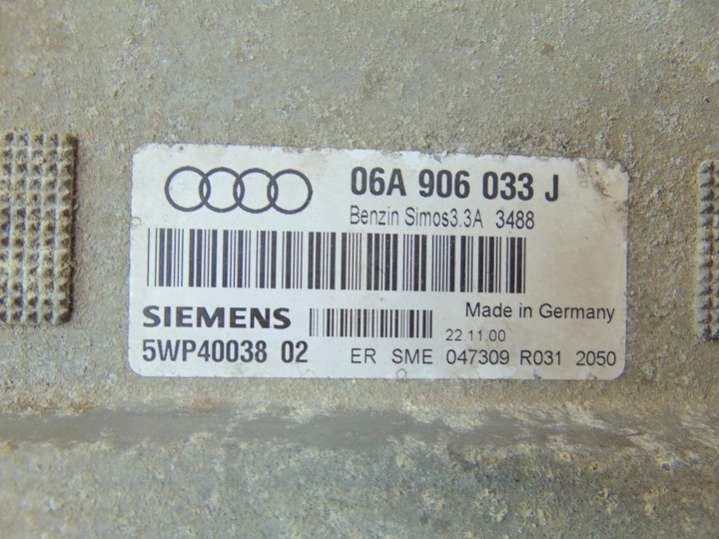 06A 906 033 J
Benzin Simos3.3A 3488
SIEMENS
Made in Germany
22 11.00
5WP40038 02
ER SME 047309 R031 2050